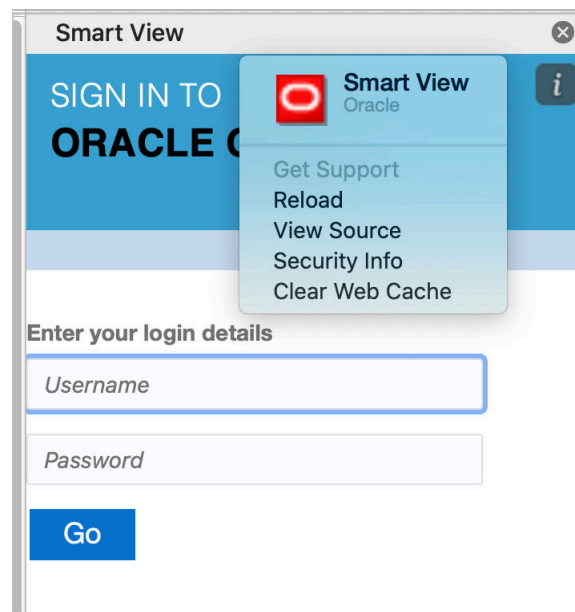 Smart View
SIGN IN TO
ORACLE
Smart View
Oracle
i
Get Support
Reload
View Source
Security Info
Clear Web Cache
Enter your login details
Username
Password
Go